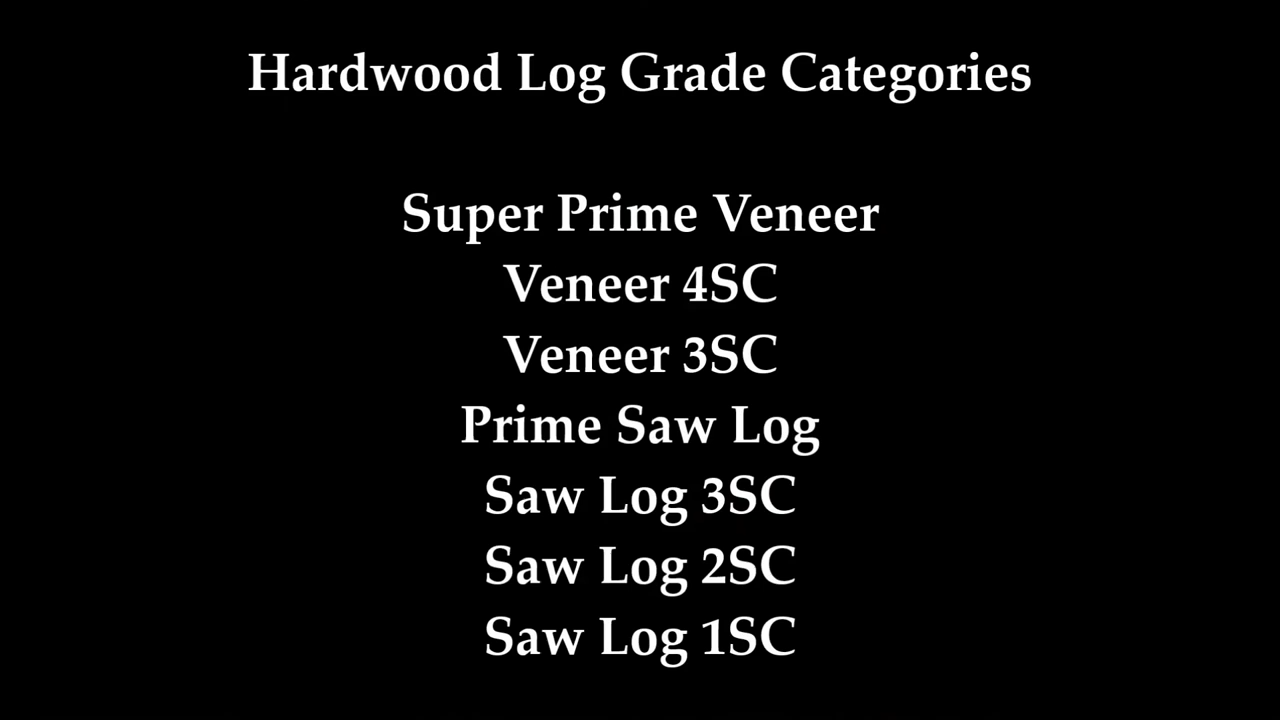 Hardwood Log Grade Categories
Super Prime Veneer
Veneer 4SC
Veneer 3SC
Prime Saw Log
Saw Log 3SC
Saw Log 2SC
Saw Log 1SC